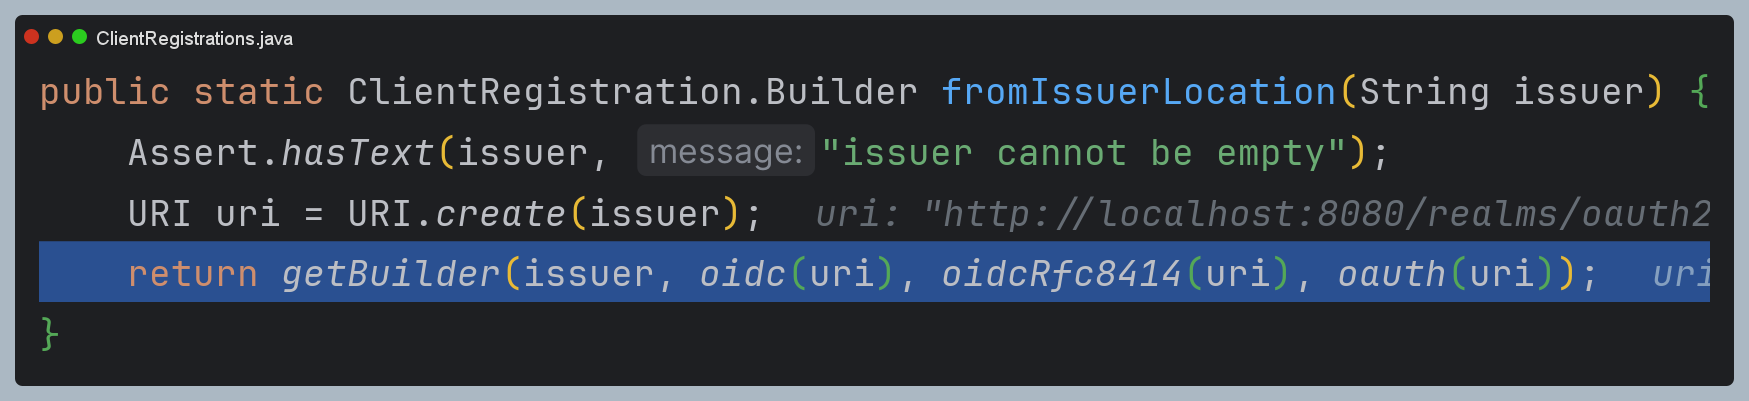 ClientRegistrations.java
public static ClientRegistration.Builder fromIssuerLocation(String issuer) {
Assert.hasText(issuer, message: "issuer cannot be empty");
URI uri = URI.create(issuer); uri: "http://localhost:8080/realms/oauth2
return getBuilder(issuer, oidc(uri), oidcRfc8414(uri), oauth(uri)); uri
}